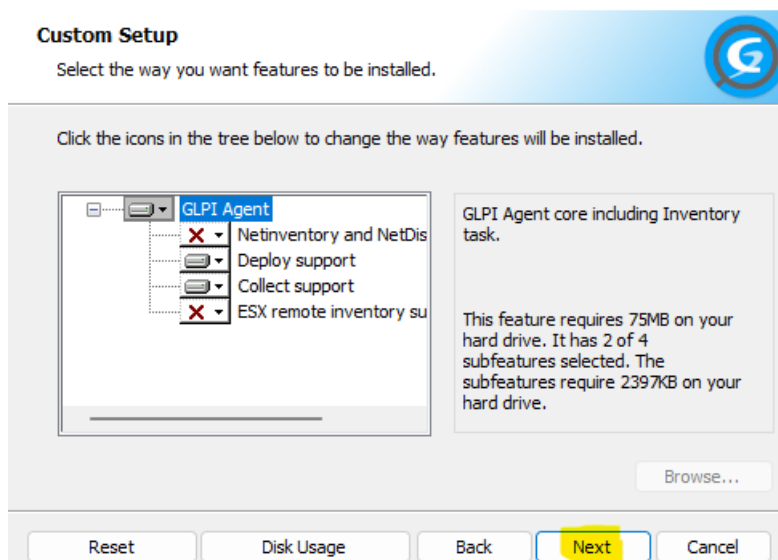 Custom Setup
Select the way you want features to be installed.
Click the icons in the tree below to change the way features will be installed.
GLPI Agent
Netinventory and NetDis
Deploy support
Collect support
ESX remote inventory su
GLPI Agent core including Inventory
task.
This feature requires 75MB on your
hard drive. It has 2 of 4
subfeatures selected. The
subfeatures require 2397KB on your
hard drive.
Browse...
Reset
Disk Usage
Back
Next
Cancel